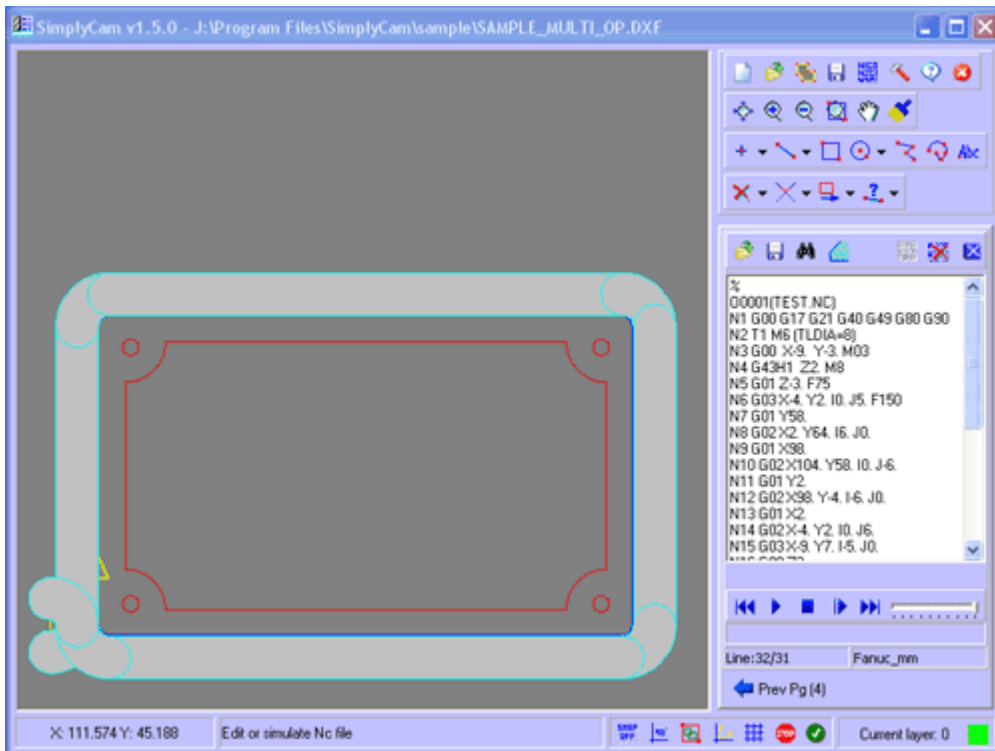 SimplyCam v1.5.0 - J:\Program Files\SimplyCam\sample\SAMPLE_MULTI_OP.DXF
Abc
%
O0001(TEST.NC)
N1 G00 G17 G21 G40 G49 G80 G90
N2 T1 M6 (TLDIA=8)
N3 G00 X-9. Y-3. M03
N4 G43H1 Z2. M8
N5 G01 Z-3. F75
N6 G03 X-4. Y2. I0. J5. F150
N7 G01 Y58.
N8 G02 X2. Y64. I6. J0.
N9 G01 X98.
N10 G02 X104. Y58. I0. J-6.
N11 G01 Y2.
N12 G02 X98. Y-4. I-6. J0.
N13 G01 X2.
N14 G02 X-4. Y2. I0. J6.
N15 G03 X-9. Y7. I-5. J0.
Line:32/31 Fanuc_mm
Prev Pg (4)
X: 111.574 Y: 45.188 Edit or simulate Nc file SNAP OFF STOP Current layer: 0